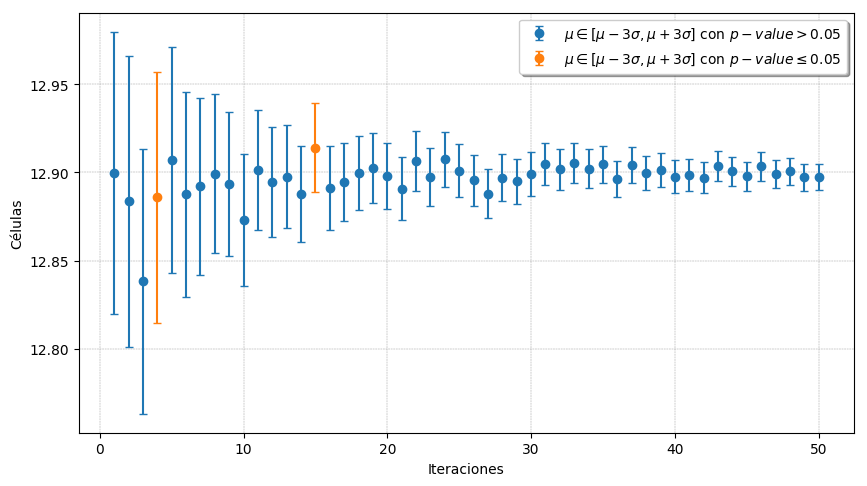 μ ∈ [μ − 3σ, μ + 3σ] con p − value > 0.05
μ ∈ [μ − 3σ, μ + 3σ] con p − value ≤ 0.05
12.95
12.90
12.85
12.80
Células
0 10 20 30 40 50
Iteraciones